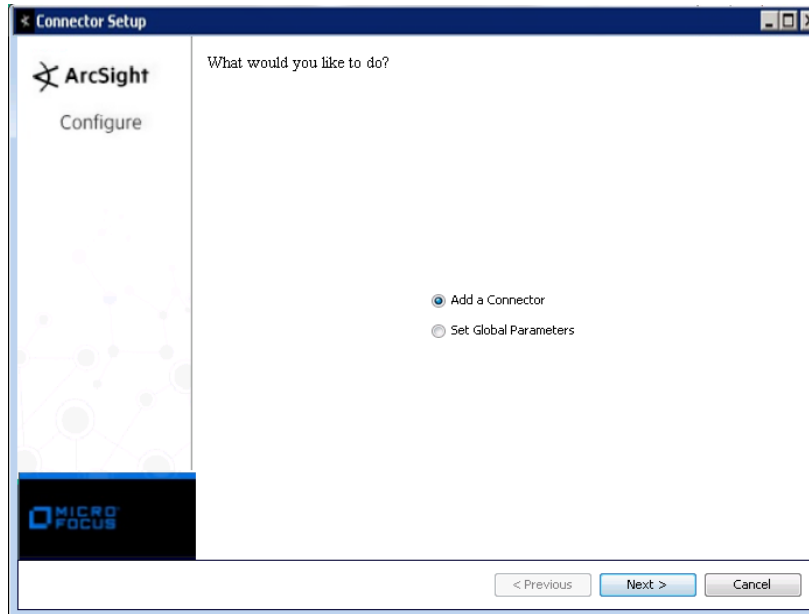 Connector Setup
ArcSight
Configure
What would you like to do?
Add a Connector
Set Global Parameters
MICRO
FOCUS
< Previous
Next >
Cancel